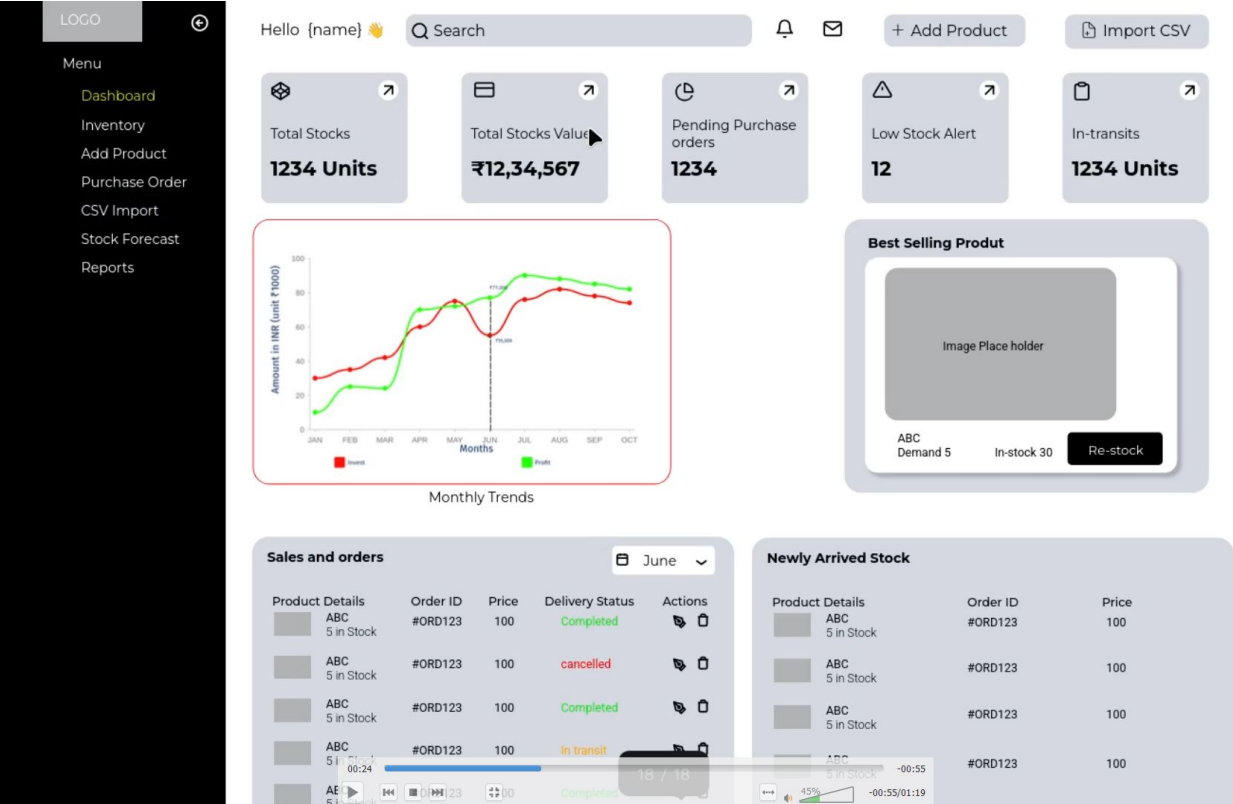 LOGO
Menu
Dashboard
Inventory
Add Product
Purchase Order
CSV Import
Stock Forecast
Reports
Hello {name} 👋
Search
+ Add Product
Import CSV
Total Stocks
1234 Units
Total Stocks Value
₹12,34,567
Pending Purchase
orders
1234
Low Stock Alert
12
In-transits
1234 Units
Amount in INR (unit ₹1000)
100
80
60
40
20
0
JAN FEB MAR APR MAY JUN JUL AUG SEP OCT
Months
Invest Profit
Monthly Trends
Best Selling Produt
Image Place holder
ABC
Demand 5 In-stock 30 Re-stock
Sales and orders
June
Product Details Order ID Price Delivery Status Actions
ABC #ORD123 100 Completed
5 in Stock
ABC #ORD123 100 cancelled
5 in Stock
ABC #ORD123 100 Completed
5 in Stock
ABC #ORD123 100 In transit
Newly Arrived Stock
Product Details Order ID Price
ABC #ORD123 100
5 in Stock
ABC #ORD123 100
5 in Stock
ABC #ORD123 100
5 in Stock
ABC #ORD123 100
5 in Stock
18 / 18
00:24 -00:55
45% -00:55/01:19